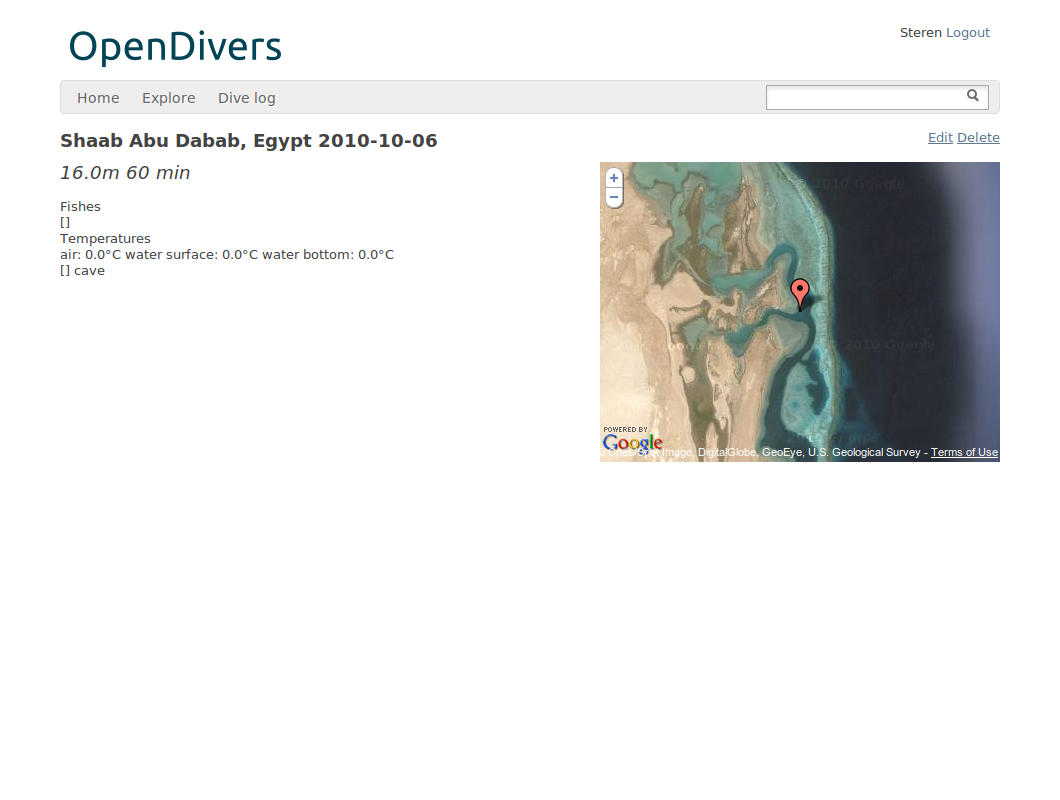 OpenDivers
Steren Logout
Home Explore Dive log
Shaab Abu Dabab, Egypt 2010-10-06
Edit Delete
16.0m 60 min
Fishes
[]
Temperatures
air: 0.0°C water surface: 0.0°C water bottom: 0.0°C
[] cave
+
−
2010 Google
2010 Google
POWERED BY
Google
Image, DigitalGlobe, GeoEye, U.S. Geological Survey - Terms of Use